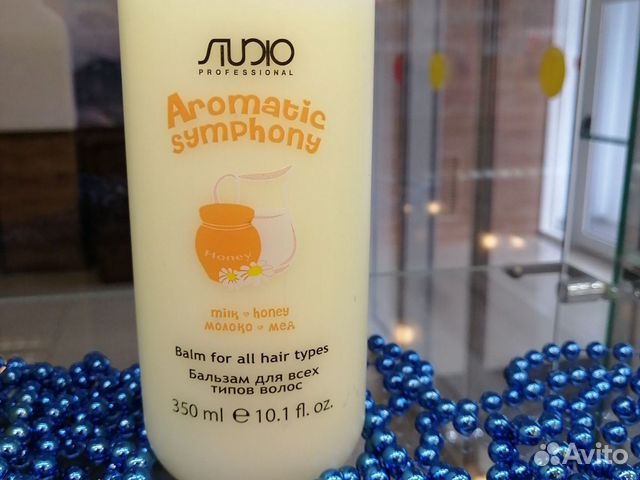 STUDIO
PROFESSIONAL
Aromatic
symphony
Honey
milk • honey
молоко • мед
Balm for all hair types
Бальзам для всех
типов волос
350 ml ℮ 10.1 fl. oz.
Avito